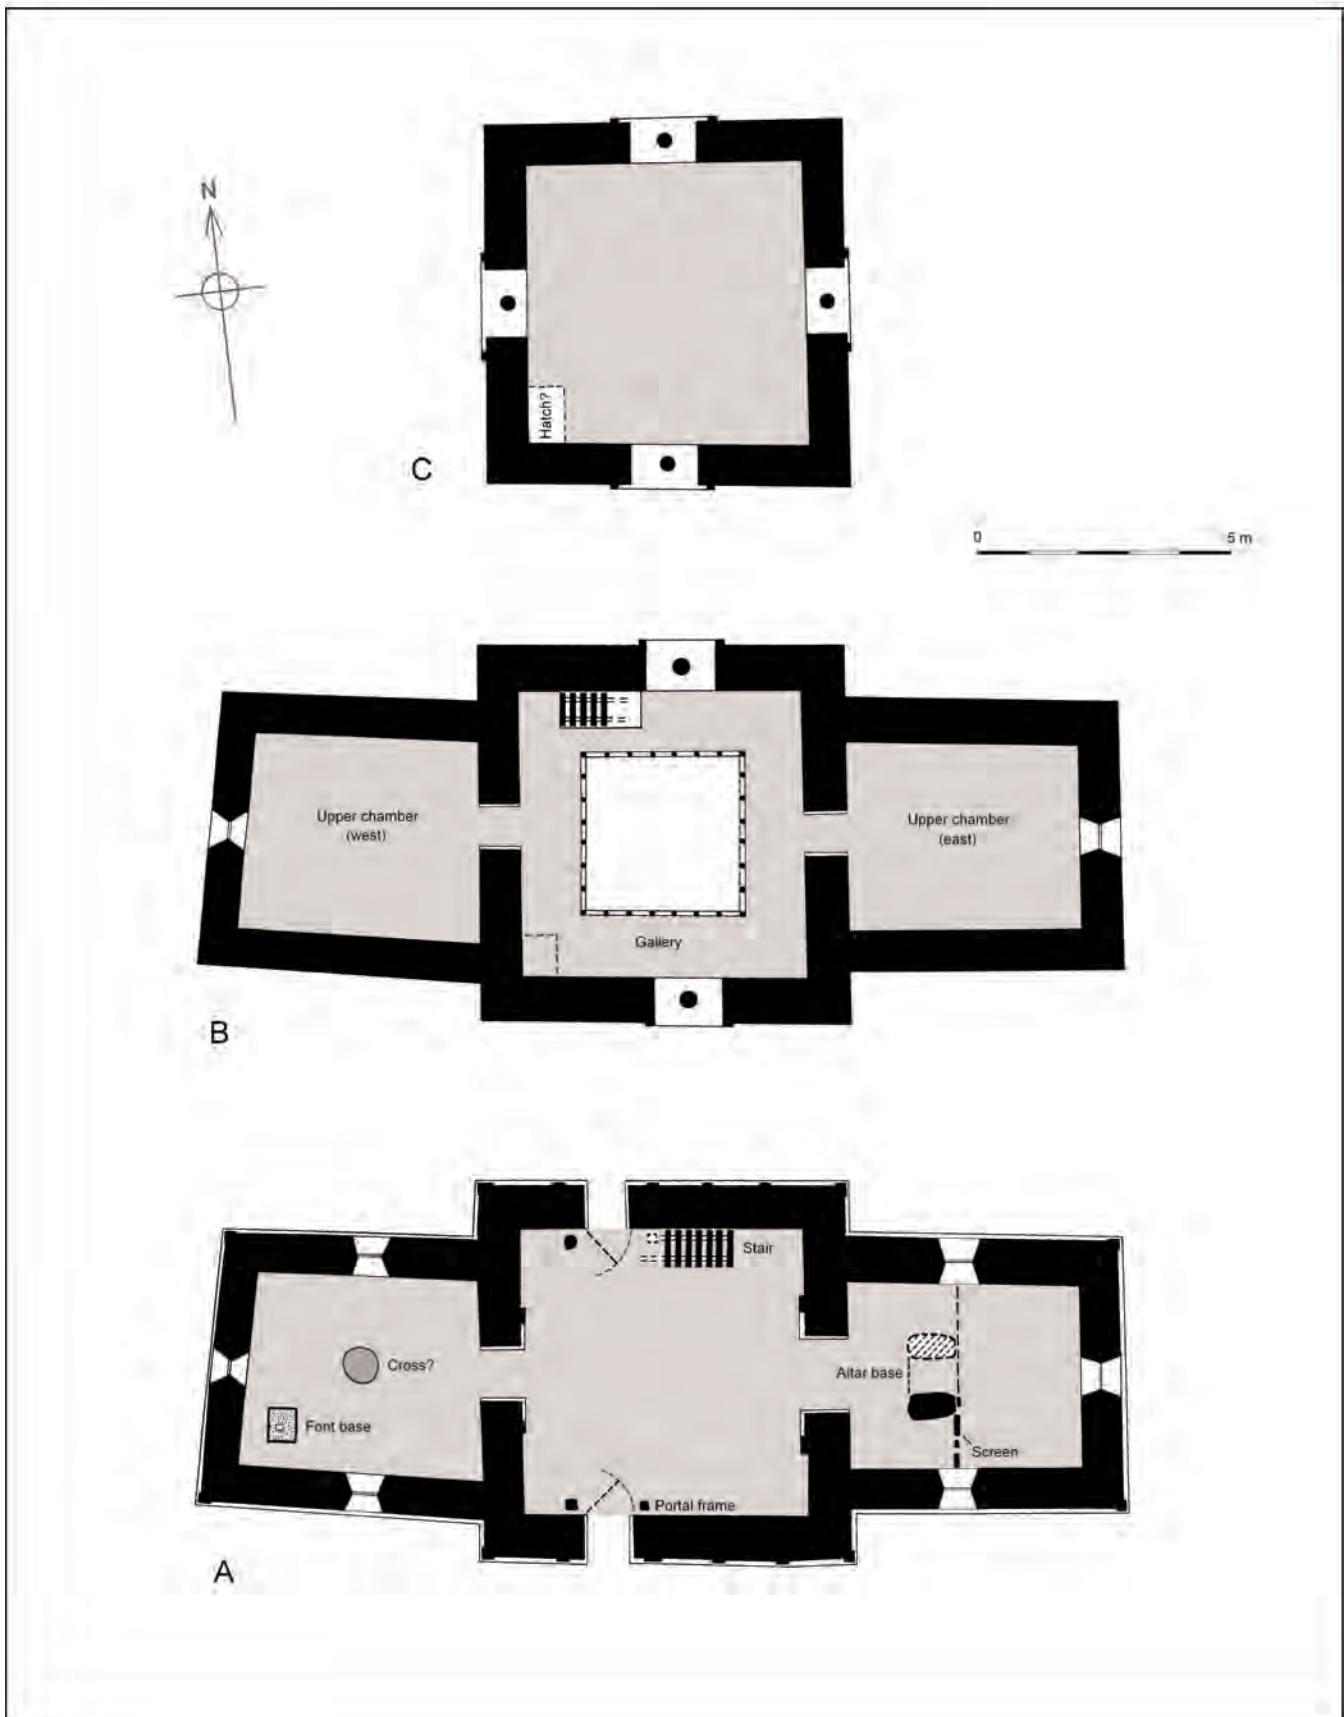 N
Hatch?
C
0 5 m
Upper chamber
(west)
Upper chamber
(east)
Gallery
B
Stair
Cross?
Altar base
Font base
Screen
Portal frame
A